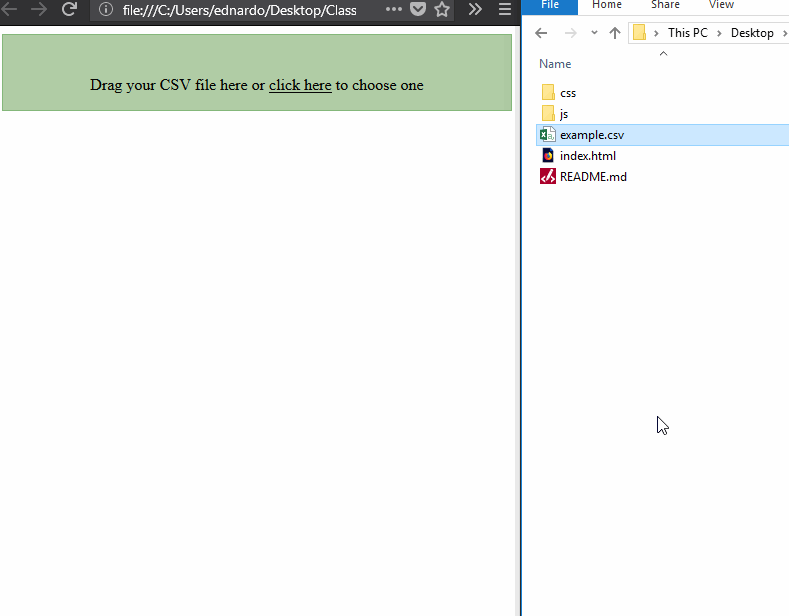 file:///C:/Users/ednardo/Desktop/Class
Drag your CSV file here or click here to choose one
File Home Share View
This PC Desktop
Name
css
js
example.csv
index.html
README.md